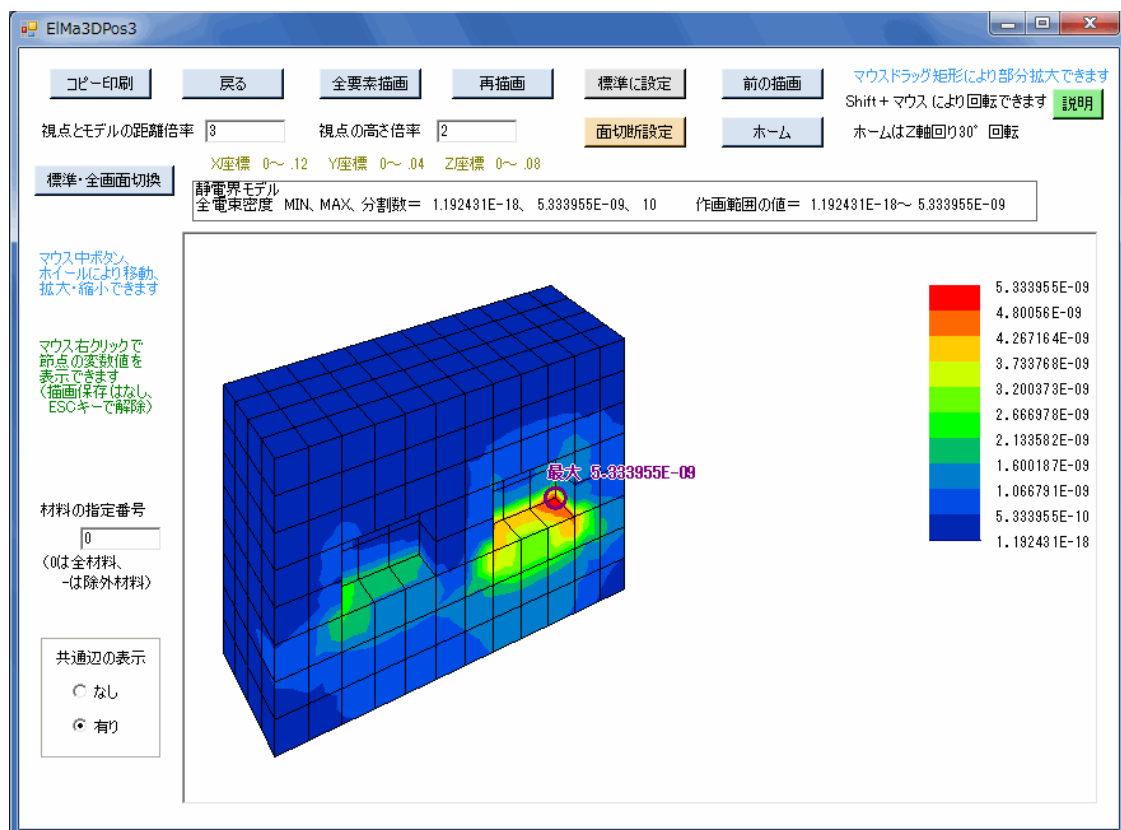 ElMa3DPos3
コピー印刷 戻る 全要素描画 再描画 標準に設定 前の描画 マウスドラッグ矩形により部分拡大できます
Shift+マウス により回転できます 説明
視点とモデルの距離倍率 3 視点の高さ倍率 2 面切断設定 ホーム ホームはZ軸回り30° 回転
X座標 0～ .12 Y座標 0～ .04 Z座標 0～ .08
標準・全画面切換
静電界モデル
全電束密度 MIN、MAX、分割数＝ 1.192431E-18、 5.333955E-09、 10 作画範囲の値＝ 1.192431E-18～ 5.333955E-09
マウス中ボタン、
ホイールにより移動、
拡大・縮小できます
マウス右クリックで
節点の変数値を
表示できます
(描画保存はなし、
ESCキーで解除)
材料の指定番号
0
(0は全材料、
-は除外材料)
共通辺の表示
なし
有り
最大 5.333955E-09
5.333955E-09
4.80056E-09
4.267164E-09
3.733768E-09
3.200373E-09
2.666978E-09
2.133582E-09
1.600187E-09
1.066791E-09
5.333955E-10
1.192431E-18